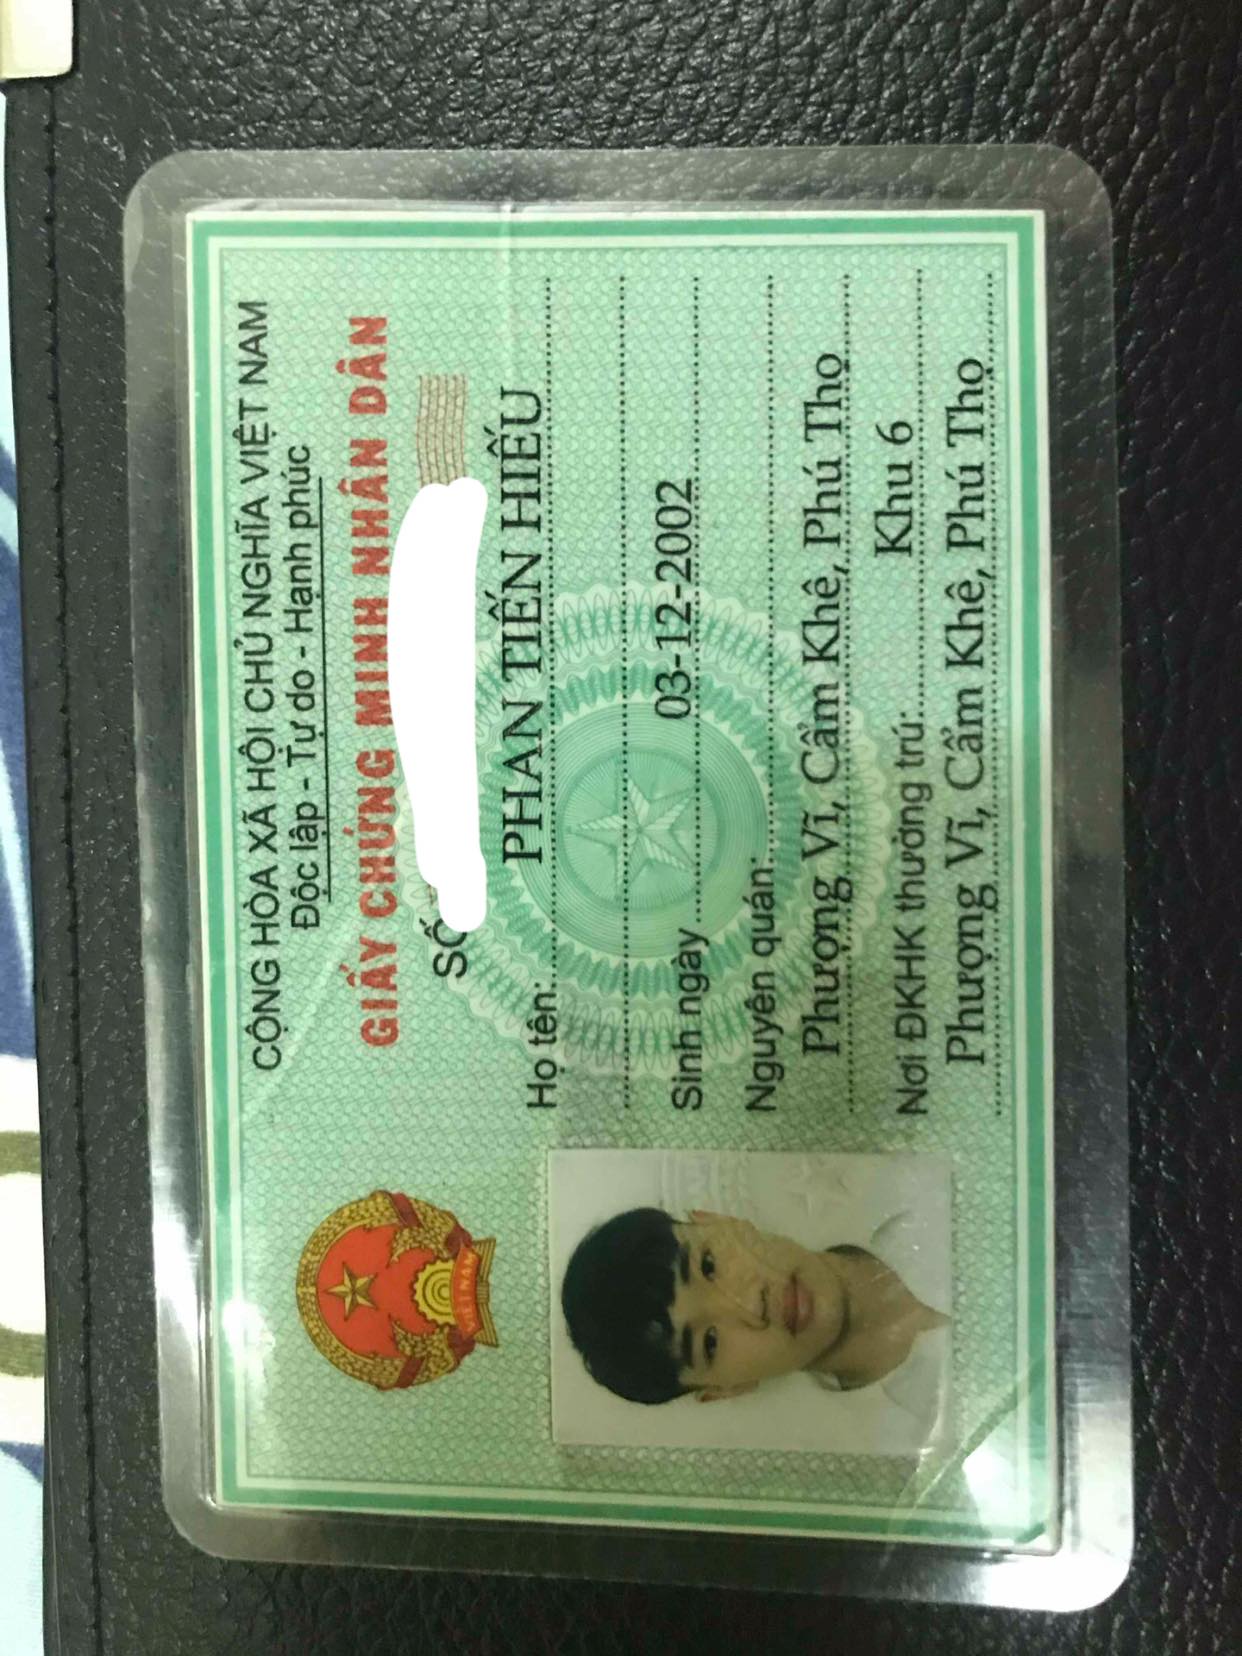 CỘNG HÒA XÃ HỘI CHỦ NGHĨA VIỆT NAM
Độc lập - Tự do - Hạnh phúc
GIẤY CHỨNG MINH NHÂN DÂN
SỐ
Họ tên: PHAN TIẾN HIẾU
Sinh ngày 03-12-2002
Nguyên quán:
Phượng Vĩ, Cẩm Khê, Phú Thọ
Nơi ĐKHK thường trú: Khu 6
Phượng Vĩ, Cẩm Khê, Phú Thọ
VIỆT NAM